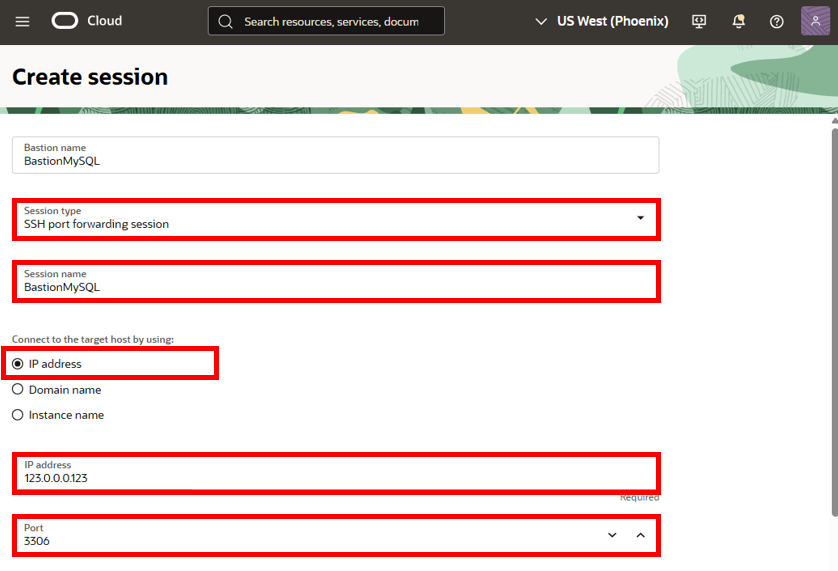 Cloud
Search resources, services, docum
US West (Phoenix)
Create session
Bastion name
BastionMySQL
Session type
SSH port forwarding session
Session name
BastionMySQL
Connect to the target host by using:
IP address
Domain name
Instance name
IP address
123.0.0.0.123
Required
Port
3306